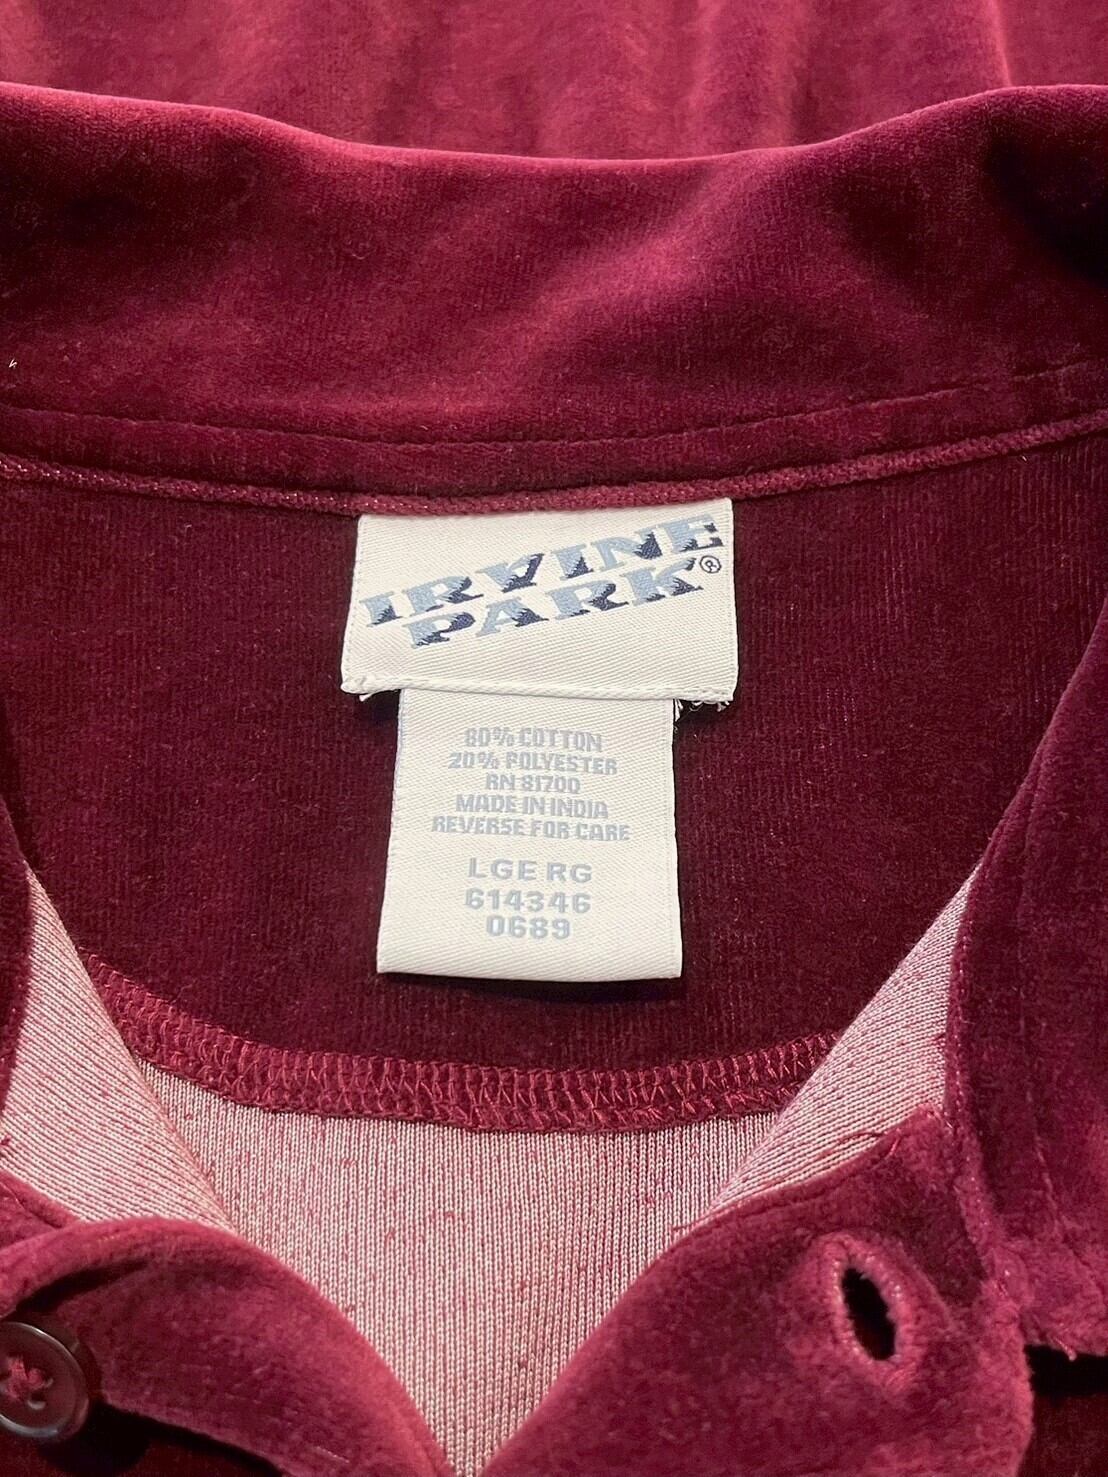 IRVINE
PARK®
80% COTTON
20% POLYESTER
RN 81700
MADE IN INDIA
REVERSE FOR CARE
LGE RG
614346
0689